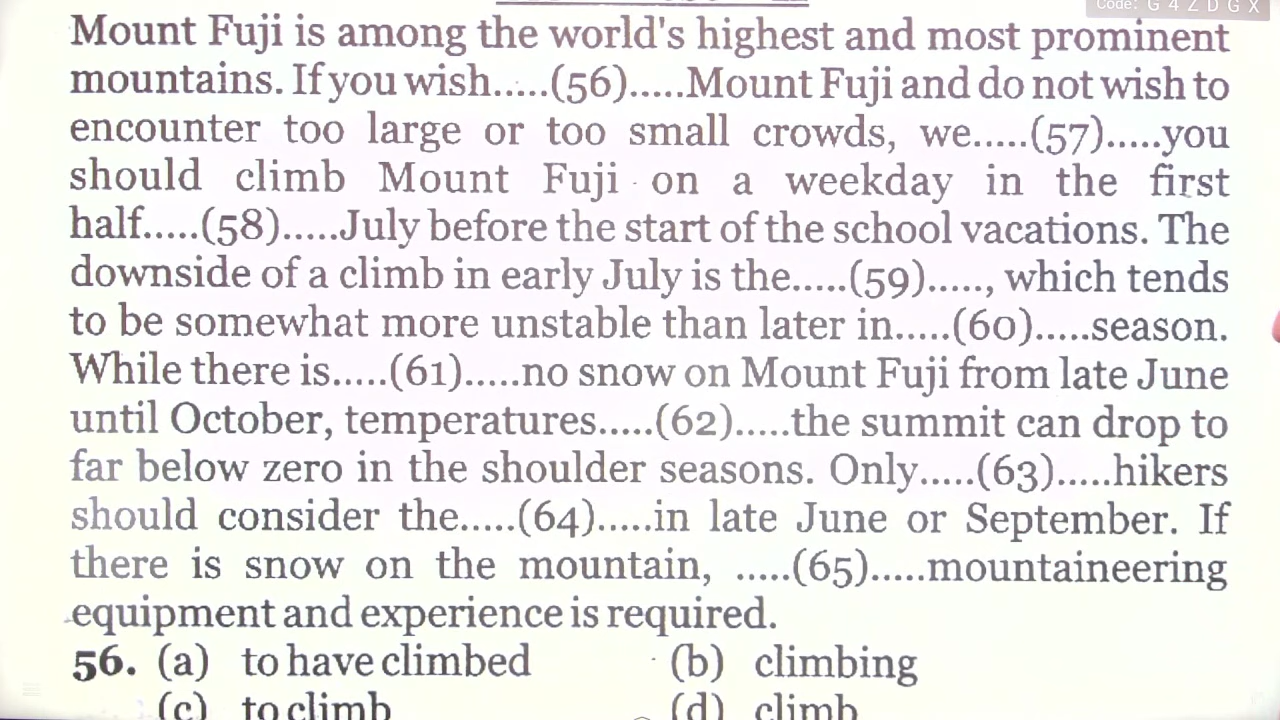 Code: G 4 Z D G X
Mount Fuji is among the world's highest and most prominent
mountains. If you wish.....(56).....Mount Fuji and do not wish to
encounter too large or too small crowds, we.....(57).....you
should climb Mount Fuji on a weekday in the first
half.....(58).....July before the start of the school vacations. The
downside of a climb in early July is the.....(59)....., which tends
to be somewhat more unstable than later in.....(60).....season.
While there is.....(61).....no snow on Mount Fuji from late June
until October, temperatures.....(62).....the summit can drop to
far below zero in the shoulder seasons. Only.....(63).....hikers
should consider the.....(64).....in late June or September. If
there is snow on the mountain, .....(65).....mountaineering
equipment and experience is required.
56. (a) to have climbed (b) climbing
(c) to climb (d) climb